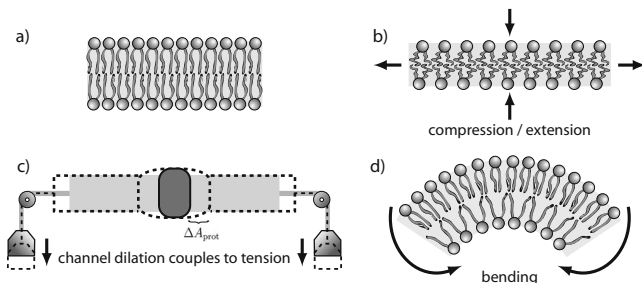 a)
b)
compression / extension
c)
ΔA_prot
channel dilation couples to tension
d)
bending